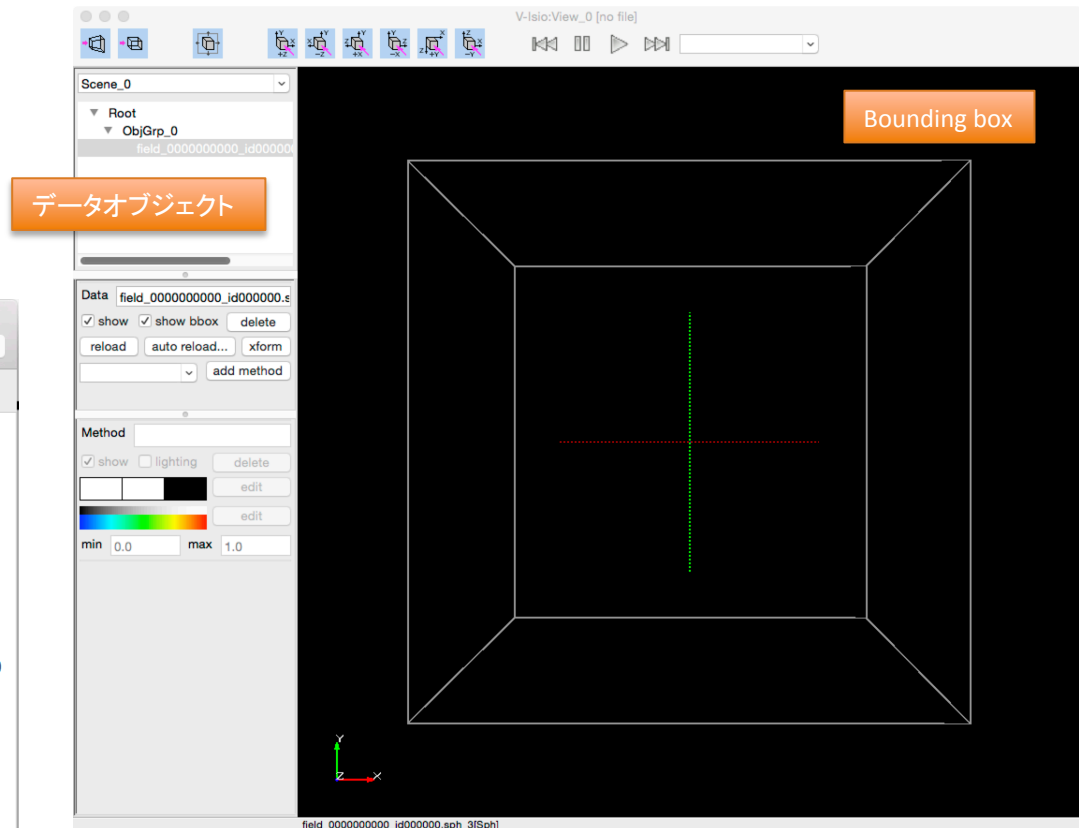 V-Isio:View_0 [no file]
+Y X +Z
+Y X -Z
Z +Y +X
+Y Z -X
X Z +Y
+Z X -Y
Scene_0
Root
ObjGrp_0
field_0000000000_id00000
データオブジェクト
Bounding box
Data field_0000000000_id000000.s
show show bbox delete
reload auto reload... xform
add method
Method
show lighting delete
edit
edit
min 0.0 max 1.0
Y
Z X
field_0000000000_id000000.sph_3[Sph]